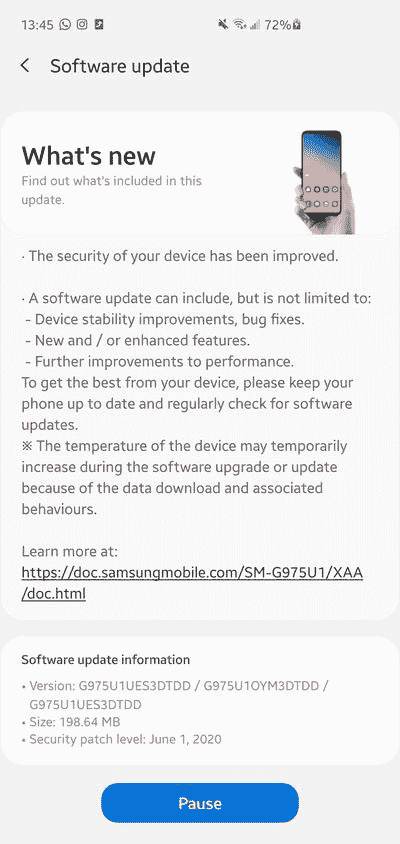 13:45 72%
Software update
What's new
Find out what's included in this
update.
· The security of your device has been improved.
· A software update can include, but is not limited to:
- Device stability improvements, bug fixes.
- New and / or enhanced features.
- Further improvements to performance.
To get the best from your device, please keep your
phone up to date and regularly check for software
updates.
※ The temperature of the device may temporarily
increase during the software upgrade or update
because of the data download and associated
behaviours.
Learn more at:
https://doc.samsungmobile.com/SM-G975U1/XAA
/doc.html
Software update information
• Version: G975U1UES3DTDD / G975U1OYM3DTDD /
G975U1UES3DTDD
• Size: 198.64 MB
• Security patch level: June 1, 2020
Pause